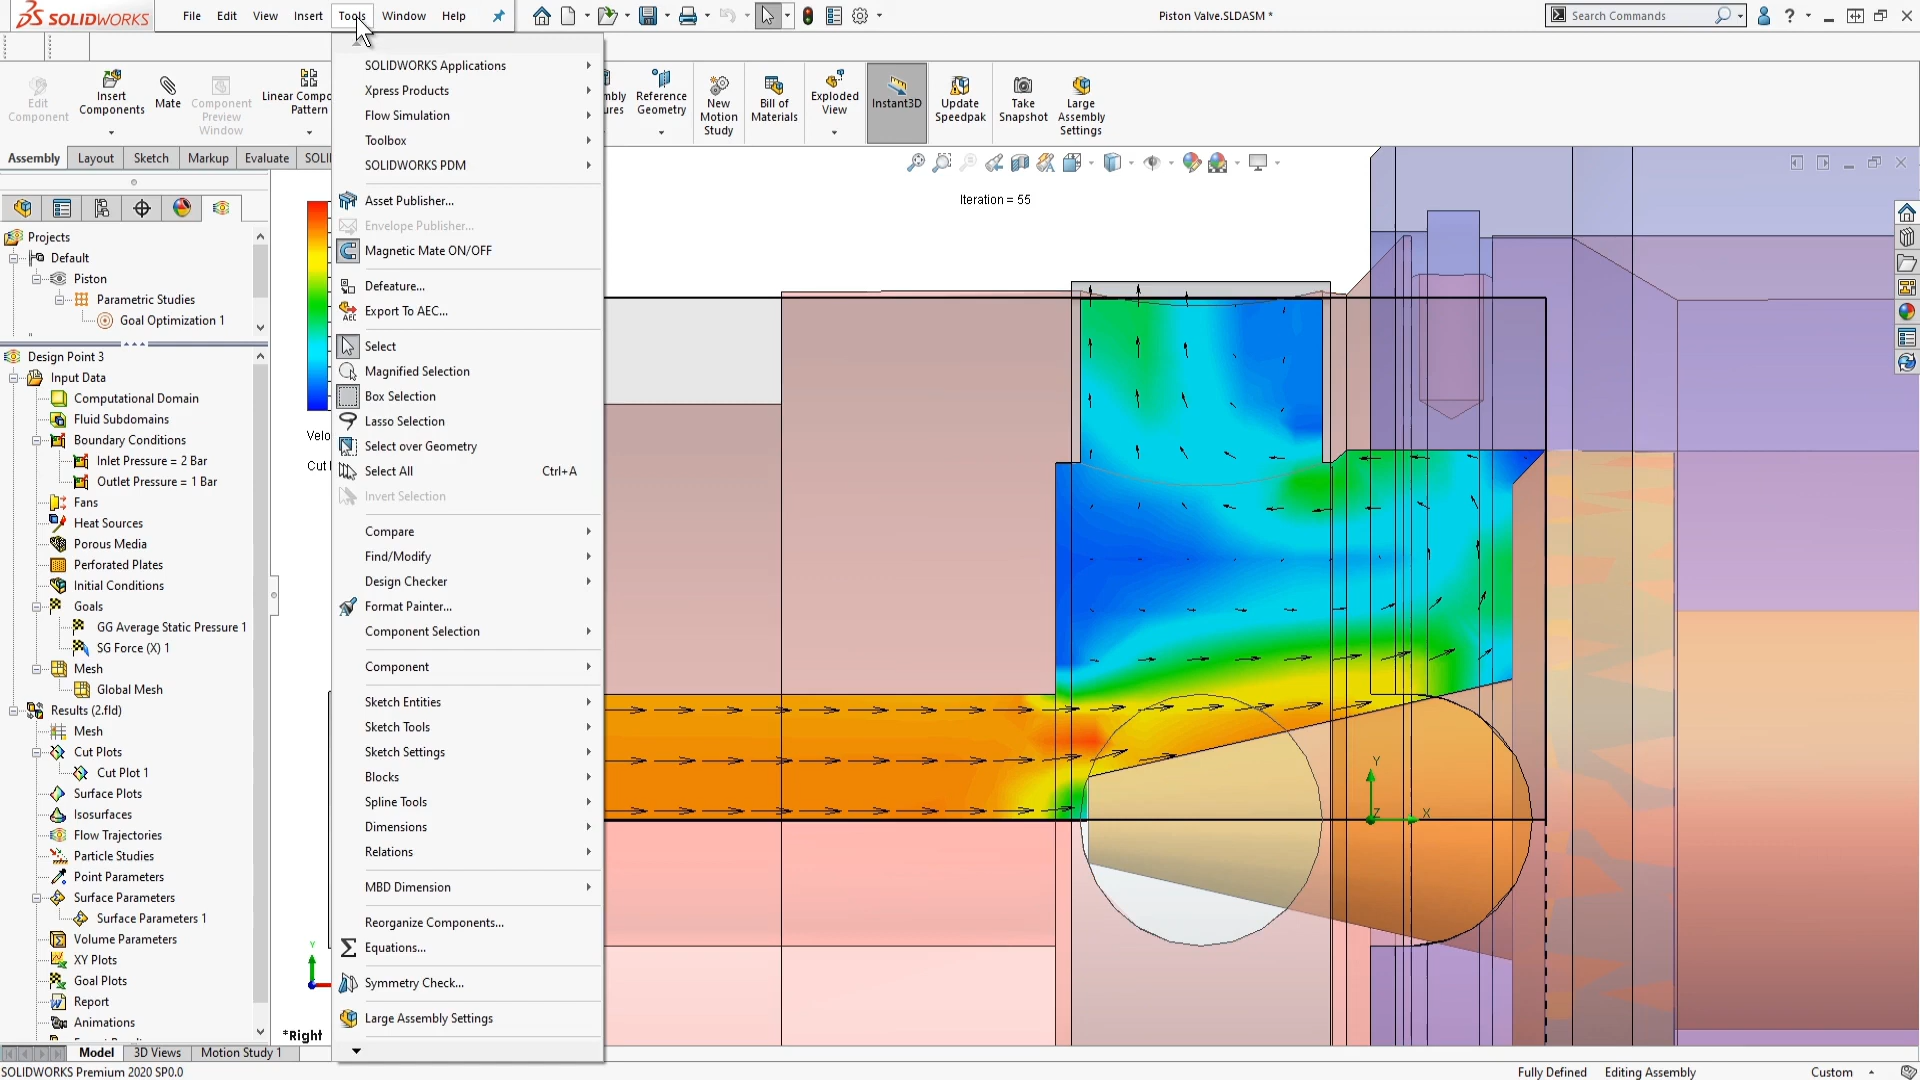 SOLIDWORKS
File Edit View Insert Tools Window Help
Piston Valve.SLDASM *
Search Commands
Edit Component
Insert Components
Mate
Component Preview Window
Linear Compo
Pattern
mbly
ures
Reference Geometry
New Motion Study
Bill of Materials
Exploded View
Instant3D
Update Speedpak
Take Snapshot
Large Assembly Settings
Assembly Layout Sketch Markup Evaluate SOLI
Projects
Default
Piston
Parametric Studies
Goal Optimization 1
Design Point 3
Input Data
Computational Domain
Fluid Subdomains
Boundary Conditions
Inlet Pressure = 2 Bar
Outlet Pressure = 1 Bar
Fans
Heat Sources
Porous Media
Perforated Plates
Initial Conditions
Goals
GG Average Static Pressure 1
SG Force (X) 1
Mesh
Global Mesh
Results (2.fld)
Mesh
Cut Plots
Cut Plot 1
Surface Plots
Isosurfaces
Flow Trajectories
Particle Studies
Point Parameters
Surface Parameters
Surface Parameters 1
Volume Parameters
XY Plots
Goal Plots
Report
Animations
SOLIDWORKS Applications
Xpress Products
Flow Simulation
Toolbox
SOLIDWORKS PDM
Asset Publisher...
Envelope Publisher...
Magnetic Mate ON/OFF
Defeature...
Export To AEC...
Select
Magnified Selection
Box Selection
Lasso Selection
Select over Geometry
Select All Ctrl+A
Invert Selection
Compare
Find/Modify
Design Checker
Format Painter...
Component Selection
Component
Sketch Entities
Sketch Tools
Sketch Settings
Blocks
Spline Tools
Dimensions
Relations
MBD Dimension
Reorganize Components...
Equations...
Symmetry Check...
Large Assembly Settings
Iteration = 55
Velo
Cut
Y
X
Z
Y
*Right
Model 3D Views Motion Study 1
SOLIDWORKS Premium 2020 SP0.0
Fully Defined Editing Assembly Custom